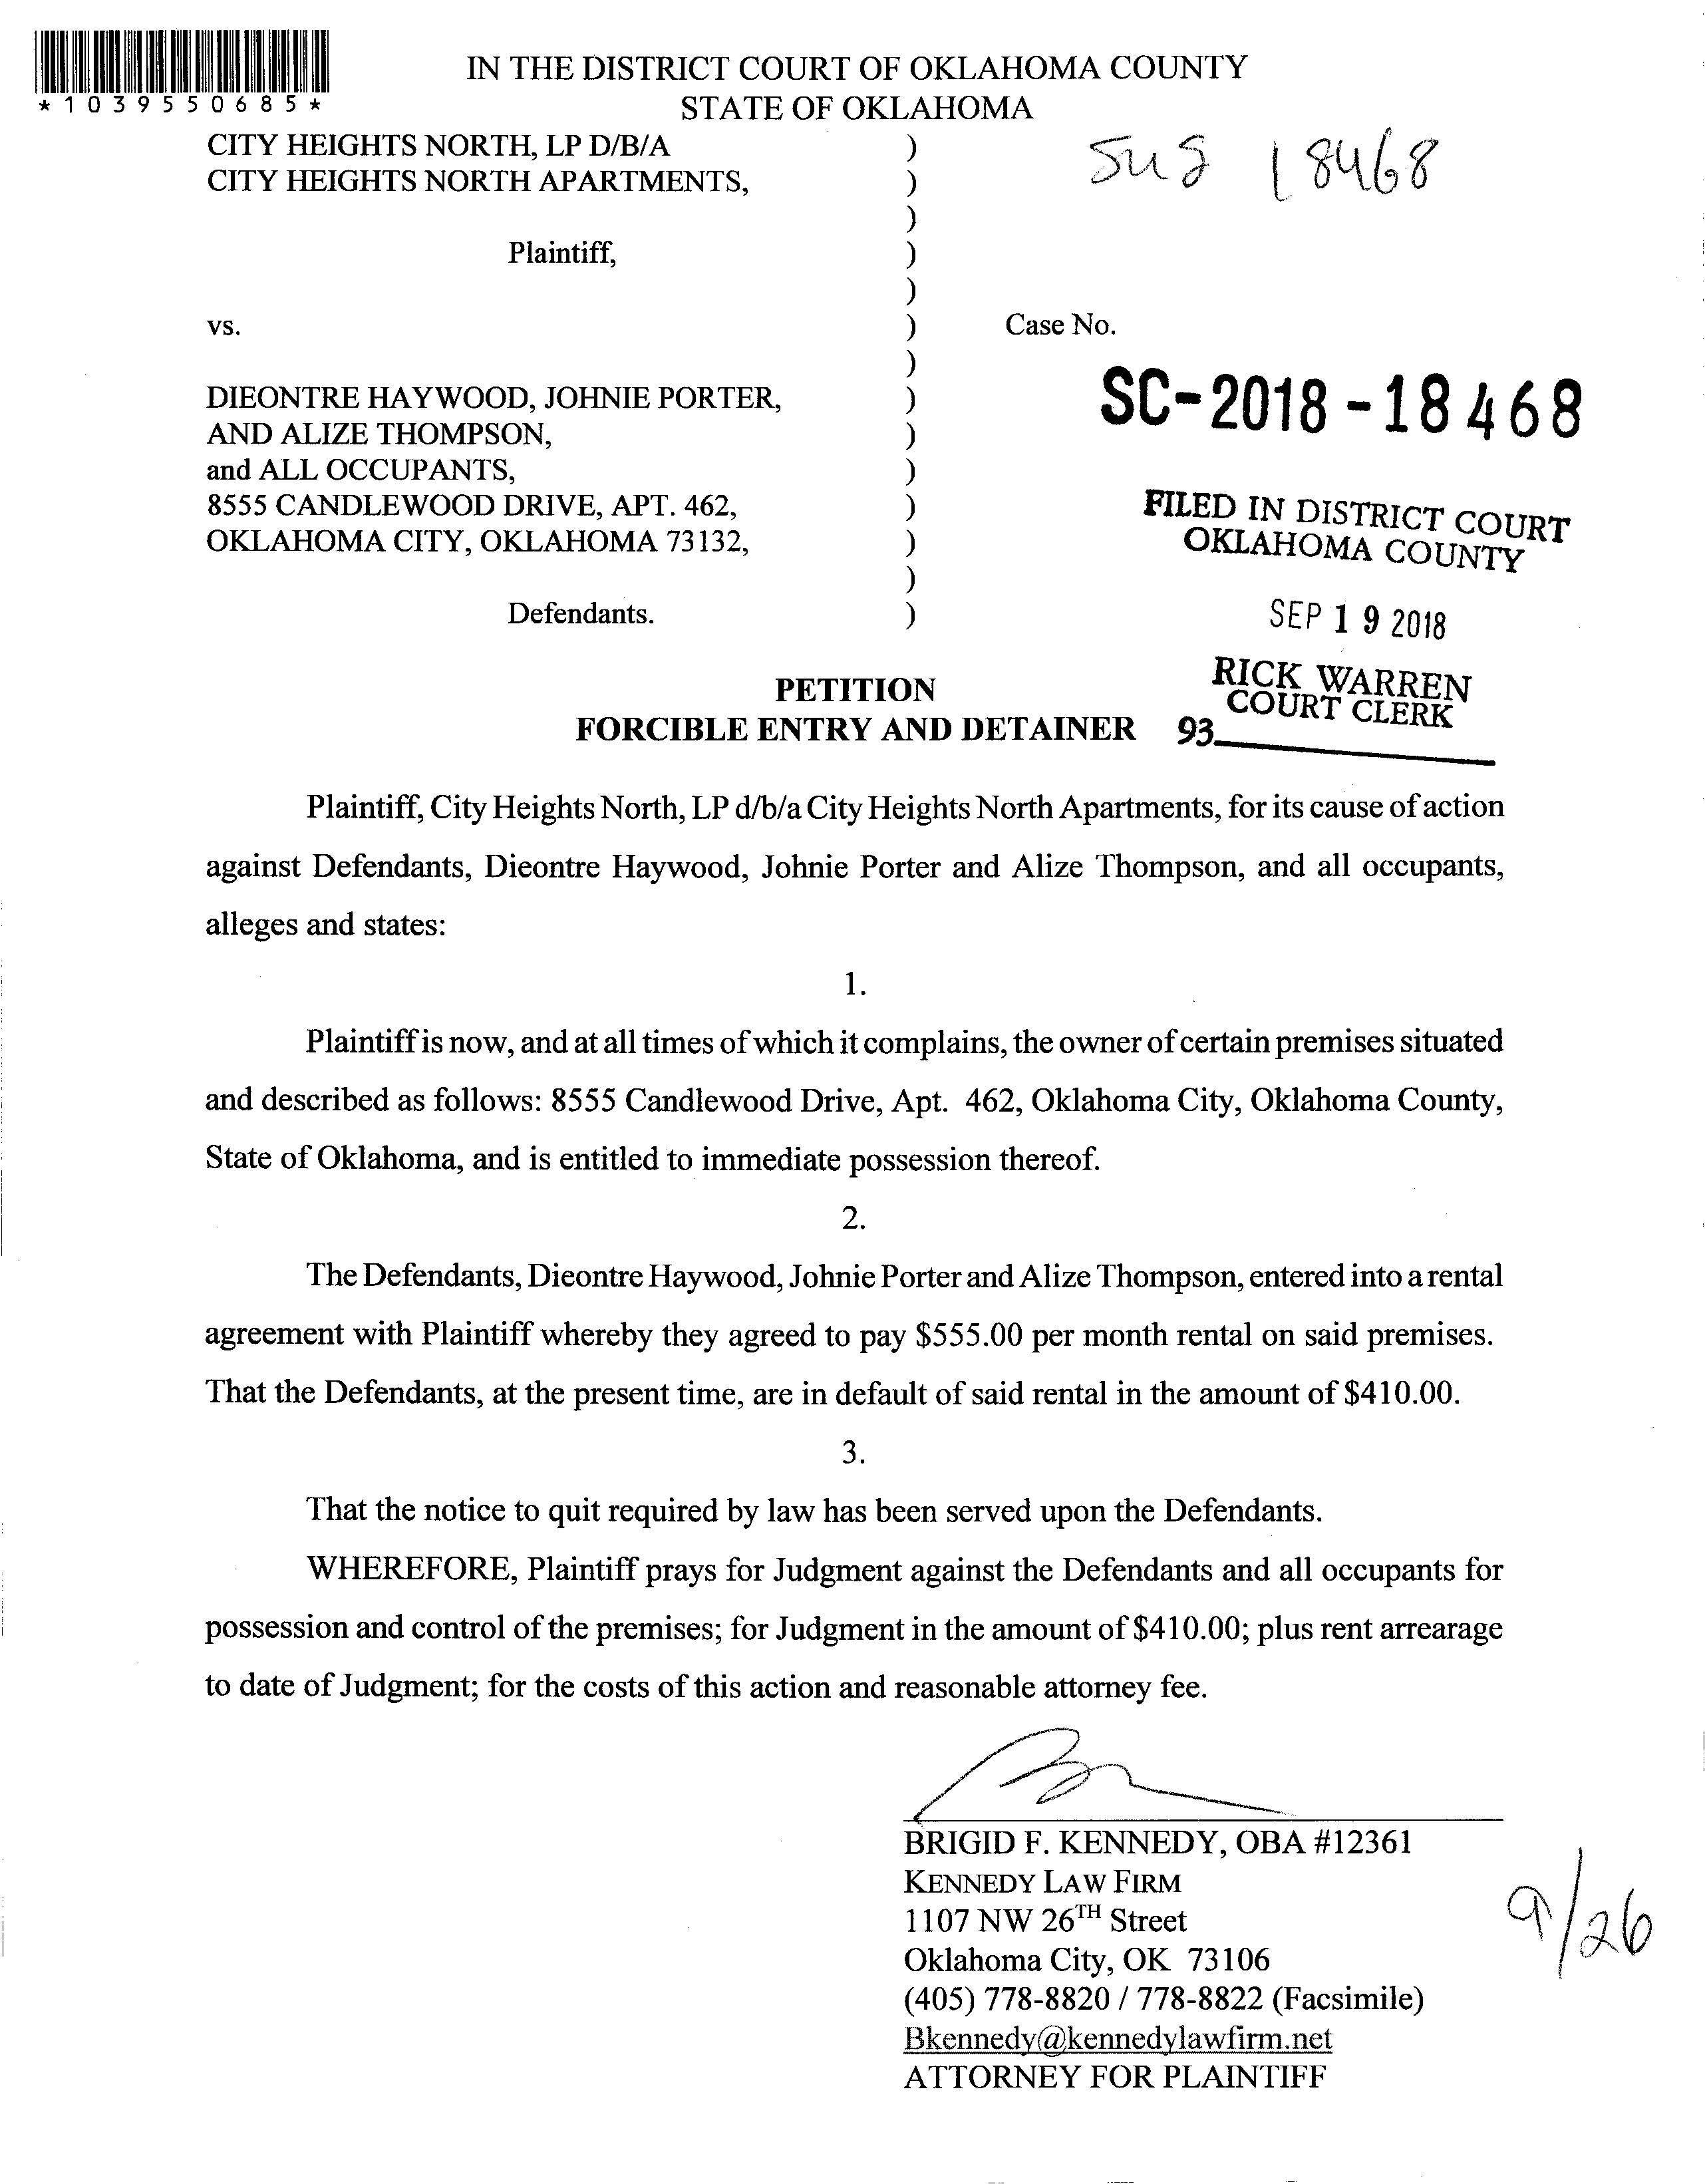 *1039550685*
IN THE DISTRICT COURT OF OKLAHOMA COUNTY
STATE OF OKLAHOMA
CITY HEIGHTS NORTH, LP D/B/A )
CITY HEIGHTS NORTH APARTMENTS, )
)
Plaintiff, )
)
vs. ) Case No.
)
DIEONTRE HAYWOOD, JOHNIE PORTER, )
AND ALIZE THOMPSON, )
and ALL OCCUPANTS, )
8555 CANDLEWOOD DRIVE, APT. 462, )
OKLAHOMA CITY, OKLAHOMA 73132, )
)
Defendants. )
18468
SC-2018-18468
FILED IN DISTRICT COURT
OKLAHOMA COUNTY
SEP 19 2018
RICK WARREN
COURT CLERK
93
PETITION
FORCIBLE ENTRY AND DETAINER
Plaintiff, City Heights North, LP d/b/a City Heights North Apartments, for its cause of action
against Defendants, Dieontre Haywood, Johnie Porter and Alize Thompson, and all occupants,
alleges and states:
1.
Plaintiff is now, and at all times of which it complains, the owner of certain premises situated
and described as follows: 8555 Candlewood Drive, Apt. 462, Oklahoma City, Oklahoma County,
State of Oklahoma, and is entitled to immediate possession thereof.
2.
The Defendants, Dieontre Haywood, Johnie Porter and Alize Thompson, entered into a rental
agreement with Plaintiff whereby they agreed to pay $555.00 per month rental on said premises.
That the Defendants, at the present time, are in default of said rental in the amount of $410.00.
3.
That the notice to quit required by law has been served upon the Defendants.
WHEREFORE, Plaintiff prays for Judgment against the Defendants and all occupants for
possession and control of the premises; for Judgment in the amount of $410.00; plus rent arrearage
to date of Judgment; for the costs of this action and reasonable attorney fee.
BRIGID F. KENNEDY, OBA #12361
KENNEDY LAW FIRM
1107 NW 26TH Street
Oklahoma City, OK 73106
(405) 778-8820 / 778-8822 (Facsimile)
Bkennedy@kennedylawfirm.net
ATTORNEY FOR PLAINTIFF
9/26